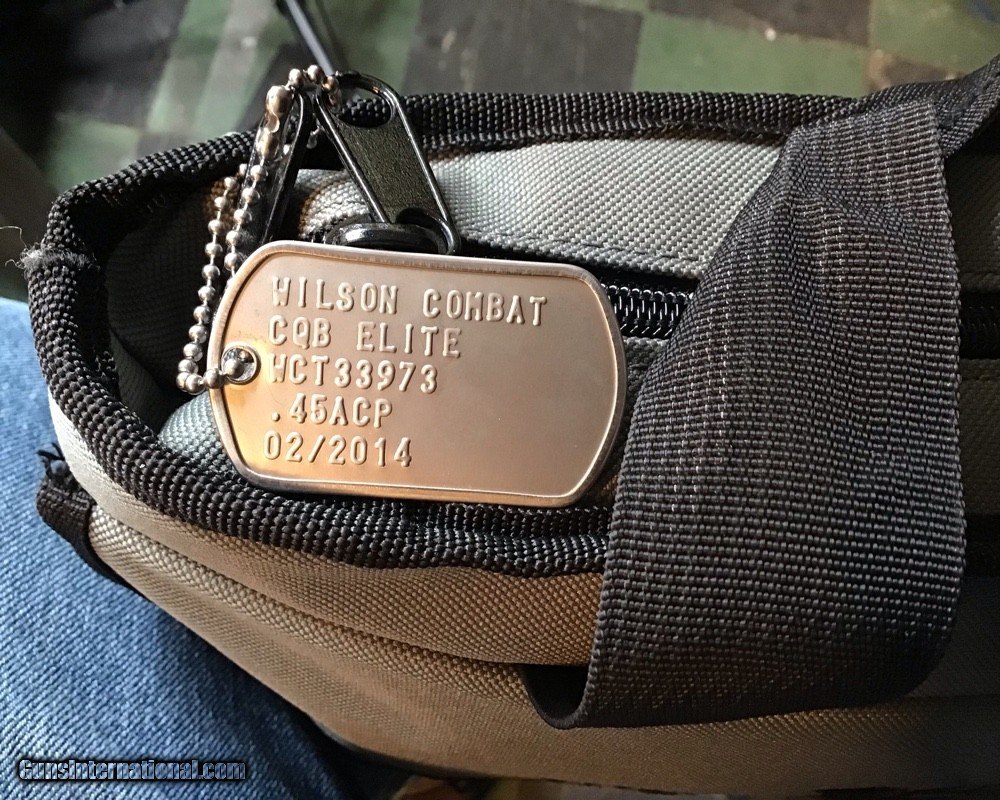 WILSON COMBAT
CQB ELITE
WCT33973
.45ACP
02/2014
GunsInternational.com